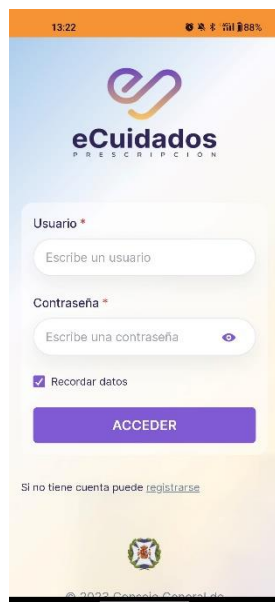 13:22
88%
eCuidados
PRESCRIPCION
Usuario *
Escribe un usuario
Contraseña *
Escribe una contraseña
Recordar datos
ACCEDER
Si no tiene cuenta puede registrarse
© 2023 Consejo General de